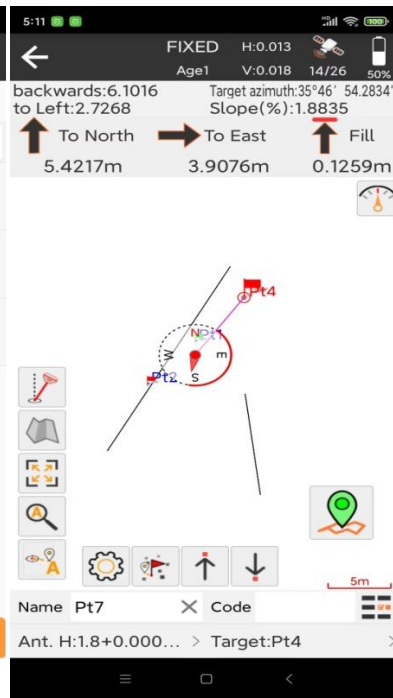 5:11
100
FIXED H:0.013
Age1 V:0.018 14/26 50%
backwards:6.1016 Target azimuth:35°46′ 54.2834″
to Left:2.7268 Slope(%):1.8835
To North To East Fill
5.4217m 3.9076m 0.1259m
Pt4
N Pt1
W E
Pt2 S
A
A
5m
Name Pt7 Code
Ant. H:1.8+0.000... > Target:Pt4 >